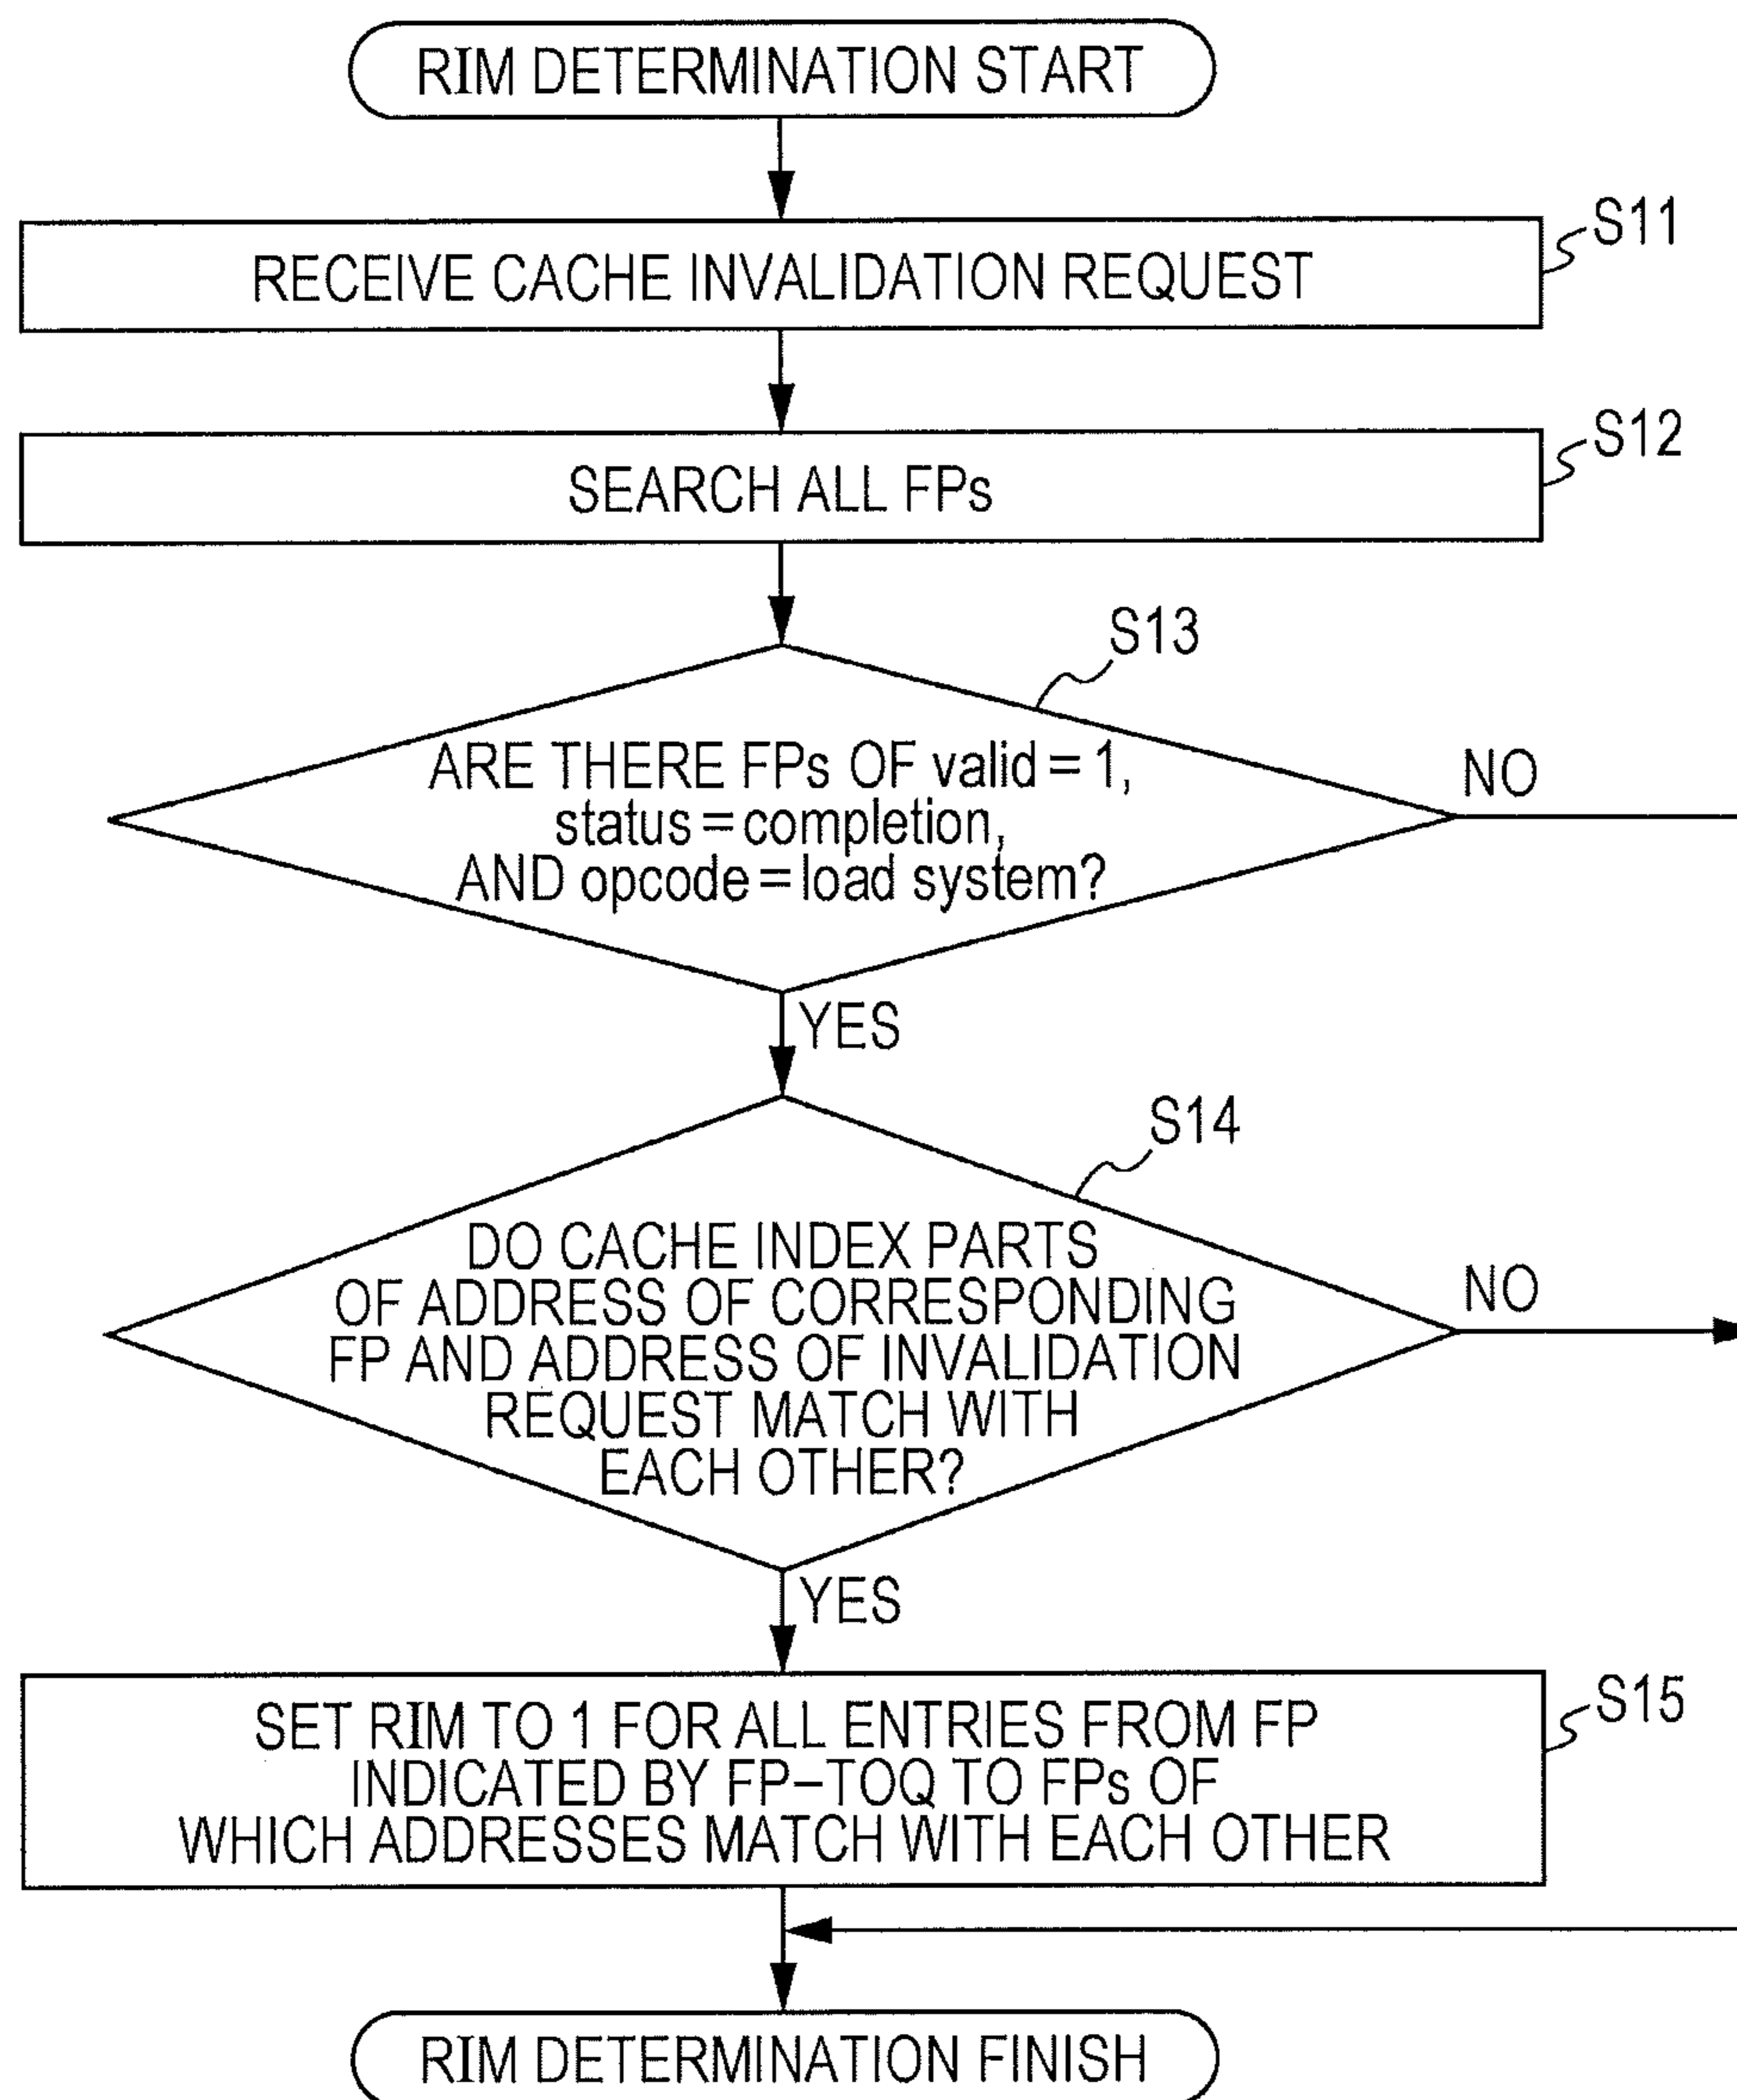 RIM DETERMINATION START
S11
RECEIVE CACHE INVALIDATION REQUEST
S12
SEARCH ALL FPs
S13
ARE THERE FPs OF valid = 1,
status = completion,
AND opcode = load system?
NO
YES
S14
DO CACHE INDEX PARTS
OF ADDRESS OF CORRESPONDING
FP AND ADDRESS OF INVALIDATION
REQUEST MATCH WITH
EACH OTHER?
NO
YES
S15
SET RIM TO 1 FOR ALL ENTRIES FROM FP
INDICATED BY FP–TOQ TO FPs OF
WHICH ADDRESSES MATCH WITH EACH OTHER
RIM DETERMINATION FINISH